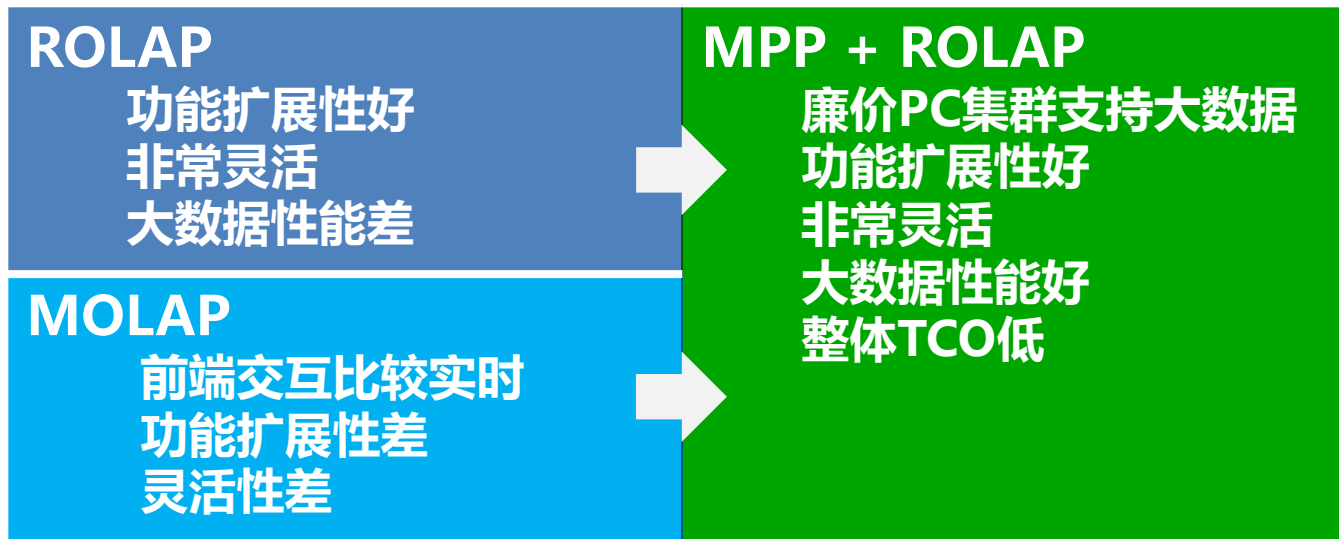 ROLAP
功能扩展性好
非常灵活
大数据性能差
MOLAP
前端交互比较实时
功能扩展性差
灵活性差
MPP + ROLAP
廉价PC集群支持大数据
功能扩展性好
非常灵活
大数据性能好
整体TCO低